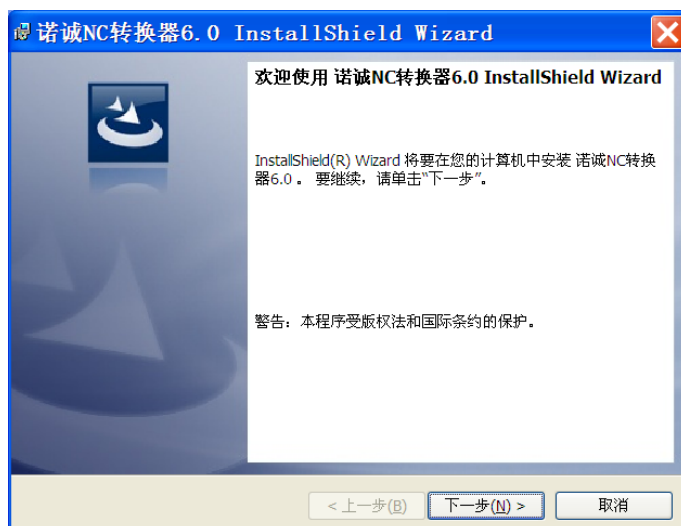 诺诚NC转换器6.0 InstallShield Wizard
欢迎使用 诺诚NC转换器6.0 InstallShield Wizard
InstallShield(R) Wizard 将要在您的计算机中安装 诺诚NC转换
器6.0 。 要继续，请单击“下一步”。
警告：本程序受版权法和国际条约的保护。
< 上一步(B) 下一步(N) > 取消